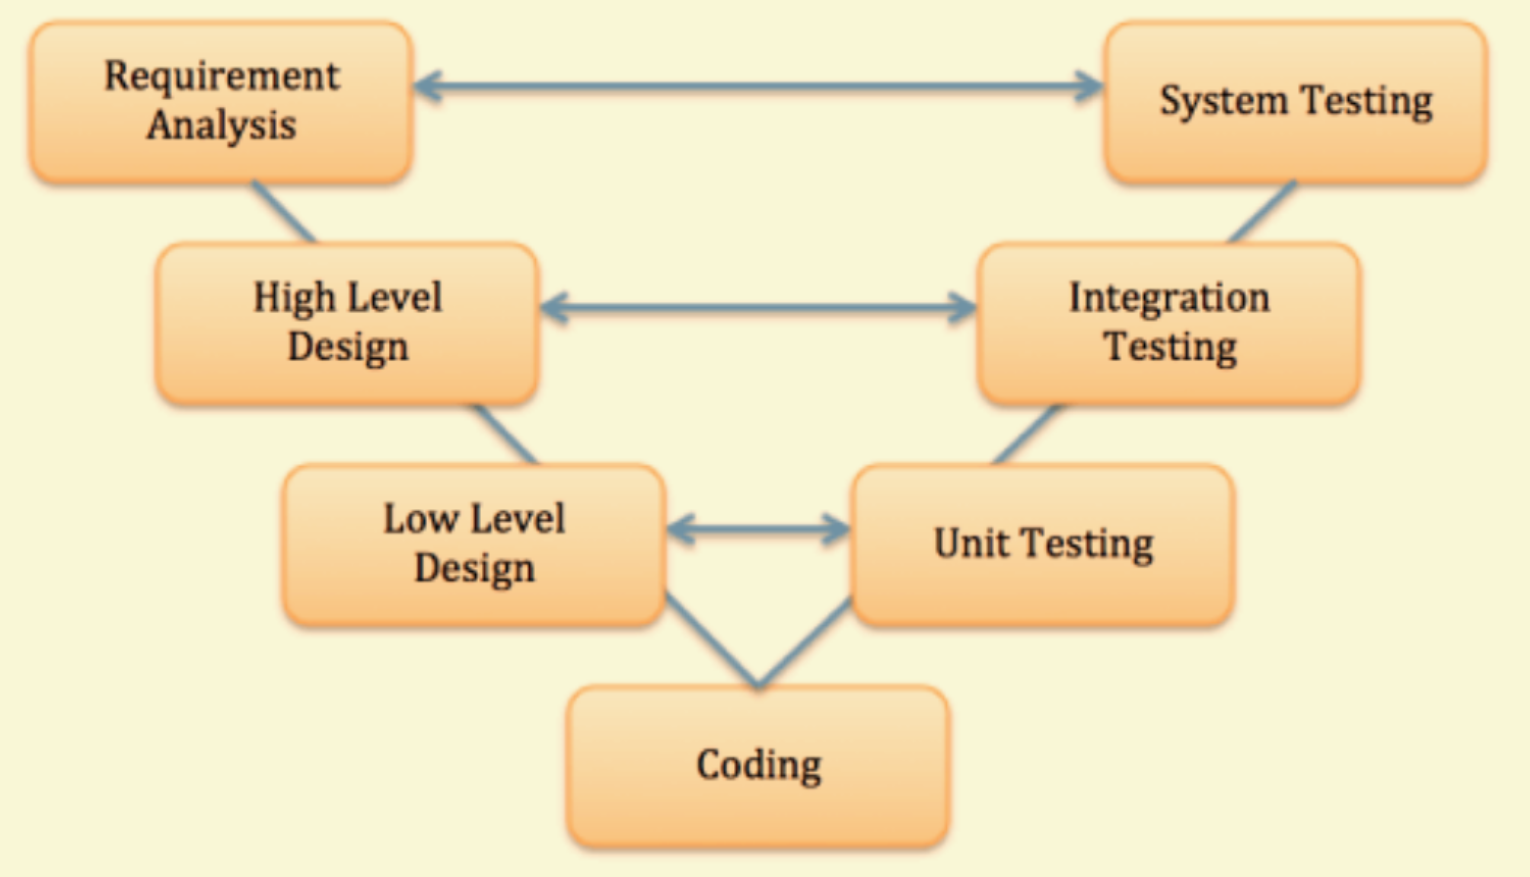 Requirement
Analysis
System Testing
High Level
Design
Integration
Testing
Low Level
Design
Unit Testing
Coding